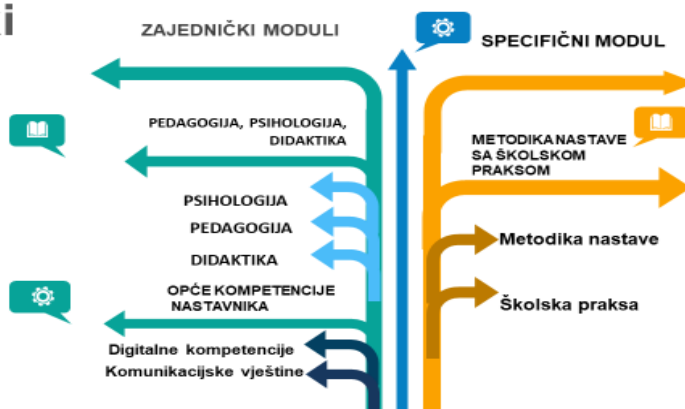 ZAJEDNIČKI MODULI
PEDAGOGIJA, PSIHOLOGIJA,
DIDAKTIKA
PSIHOLOGIJA
PEDAGOGIJA
DIDAKTIKA
OPĆE KOMPETENCIJE
NASTAVNIKA
Digitalne kompetencije
Komunikacijske vještine
SPECIFIČNI MODUL
METODIKA NASTAVE
SA ŠKOLSKOM
PRAKSOM
Metodika nastave
Školska praksa